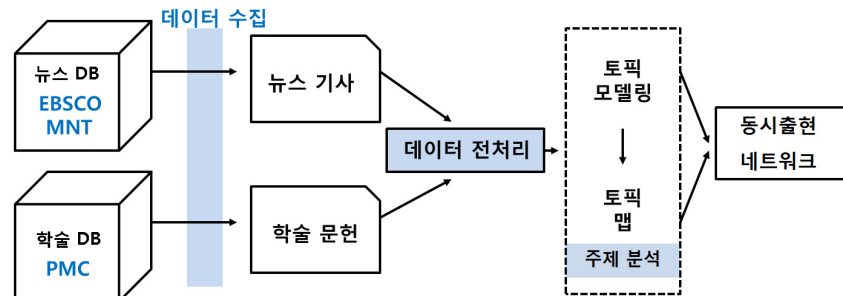 데이터 수집
뉴스 DB
EBSCO
MNT
뉴스 기사
학술 DB
PMC
학술 문헌
데이터 전처리
토픽
모델링
토픽
맵
주제 분석
동시출현
네트워크